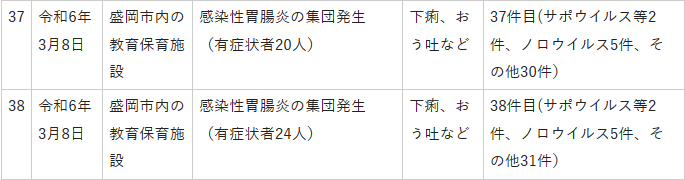 37 令和6年 盛岡市内の 感染性胃腸炎の集団発生 下痢、お 37件目(サポウイルス等2
3月8日 教育保育施 （有症状者20人） う吐など 件、ノロウイルス5件、そ
設 の他30件)
38 令和6年 盛岡市内の 感染性胃腸炎の集団発生 下痢、お 38件目(サポウイルス等2
3月8日 教育保育施 （有症状者24人） う吐など 件、ノロウイルス5件、そ
設 の他31件)